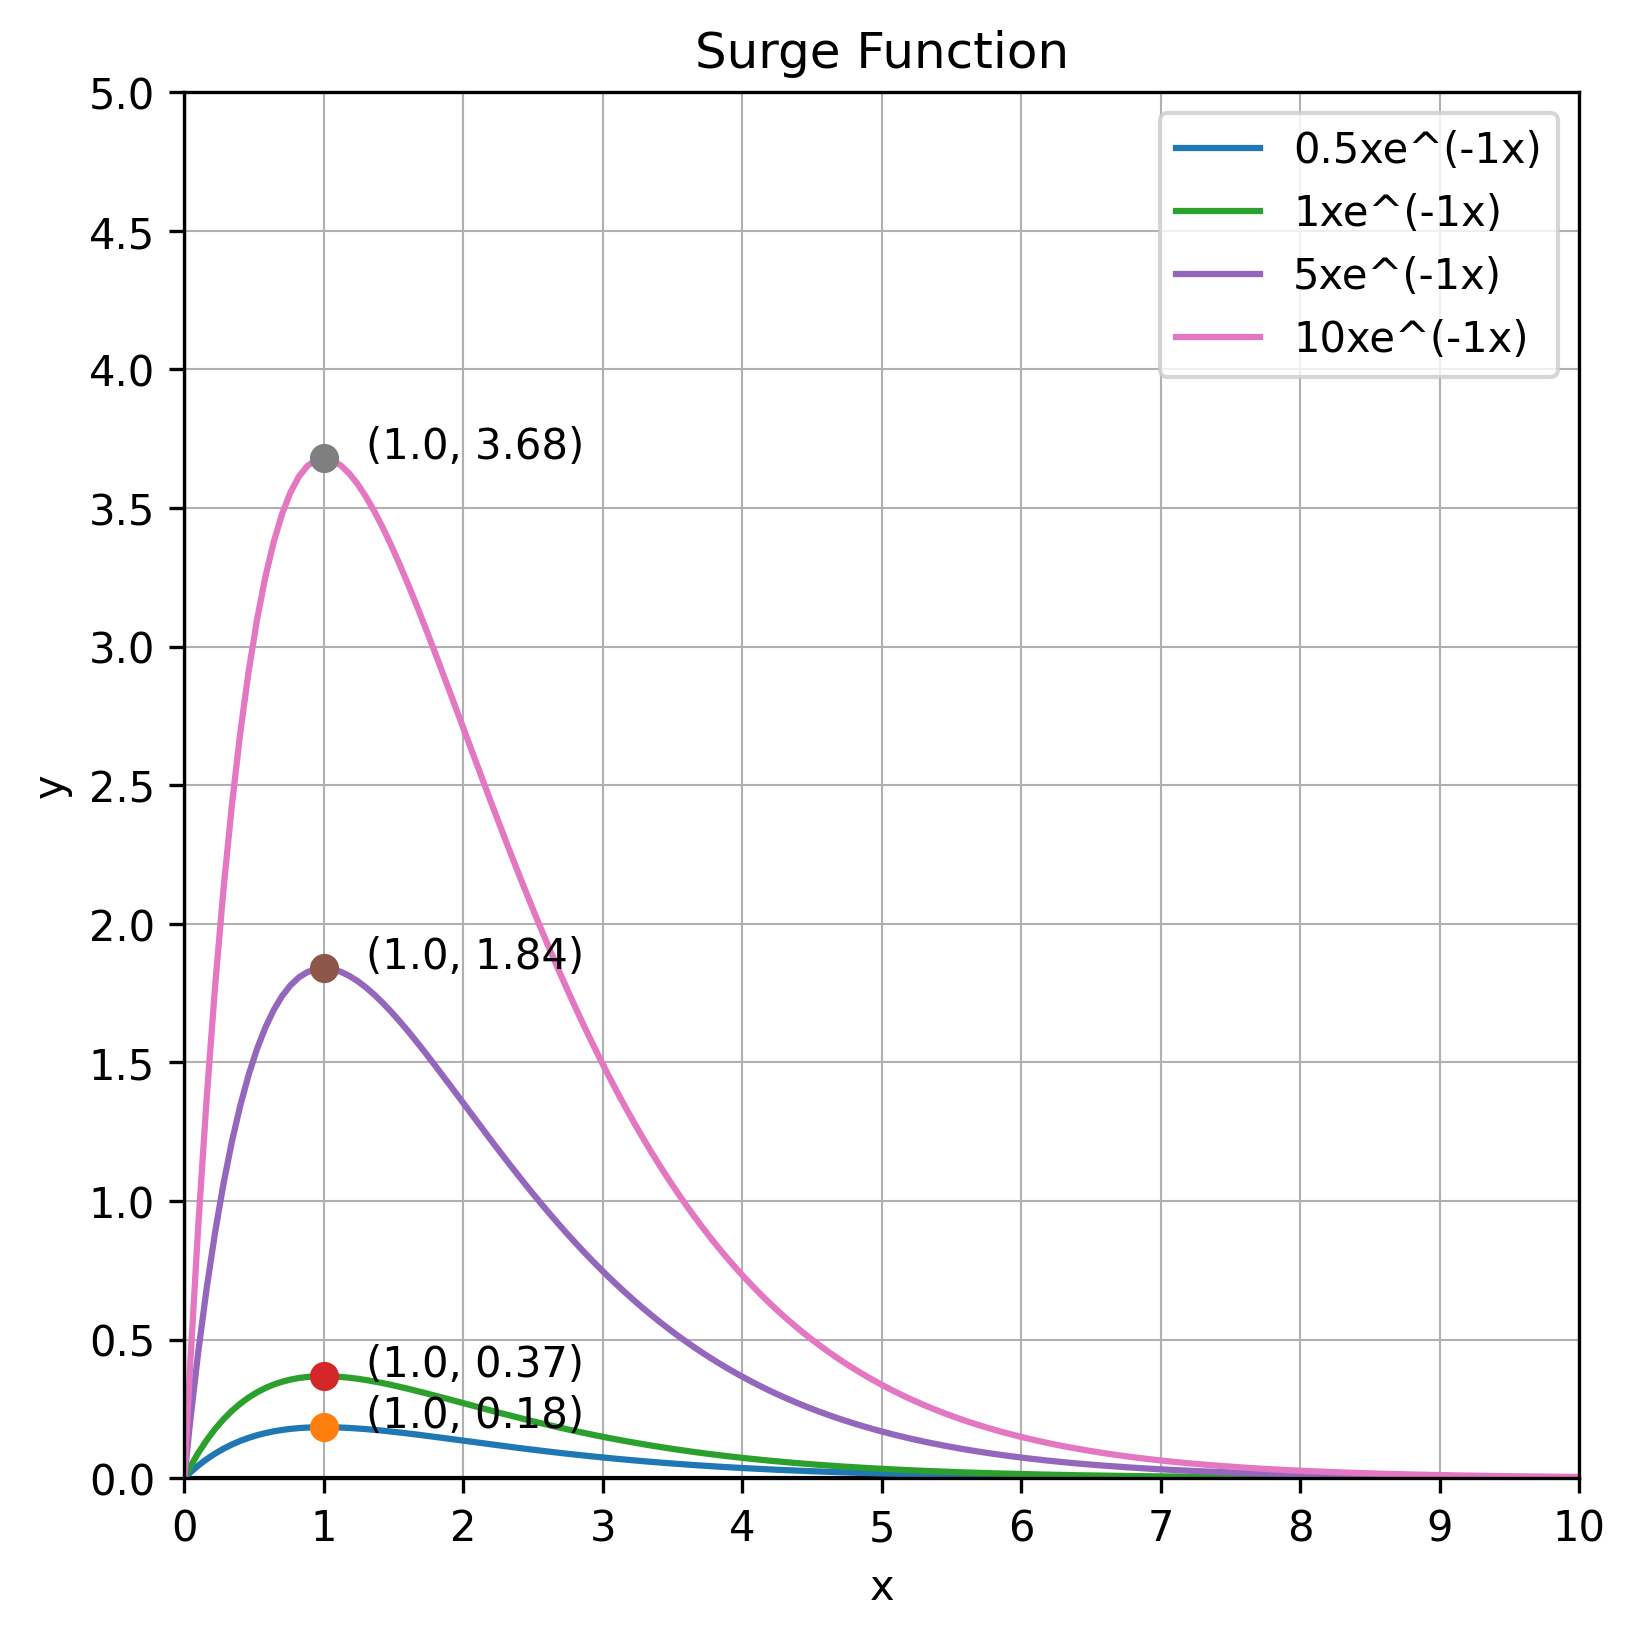 Surge Function
5.0
4.5
4.0
3.5
3.0
2.5
2.0
1.5
1.0
0.5
0.0
y
0.5xe^(-1x)
1xe^(-1x)
5xe^(-1x)
10xe^(-1x)
(1.0, 3.68)
(1.0, 1.84)
(1.0, 0.37)
(1.0, 0.18)
0 1 2 3 4 5 6 7 8 9 10
x